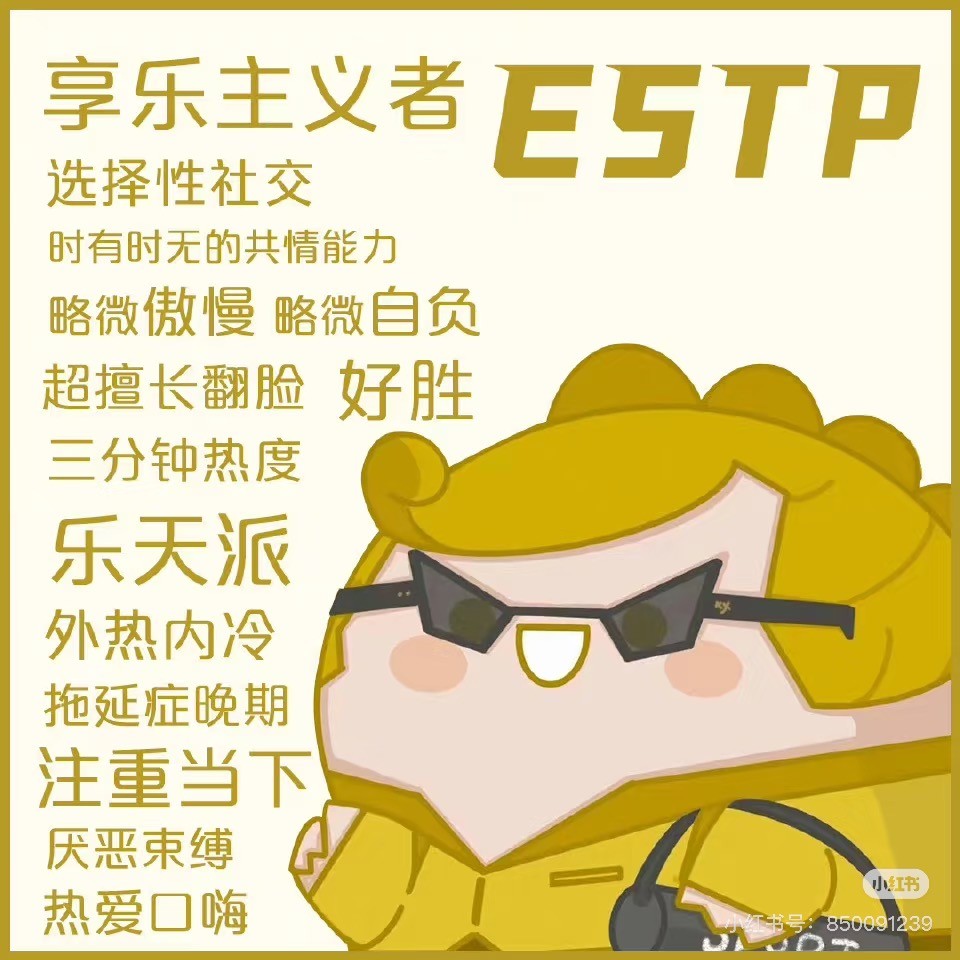 享乐主义者 ESTP
选择性社交
时有时无的共情能力
略微傲慢 略微自负
超擅长翻脸 好胜
三分钟热度
乐天派
外热内冷
拖延症晚期
注重当下
厌恶束缚
热爱口嗨
小红书
小红书号：850091239